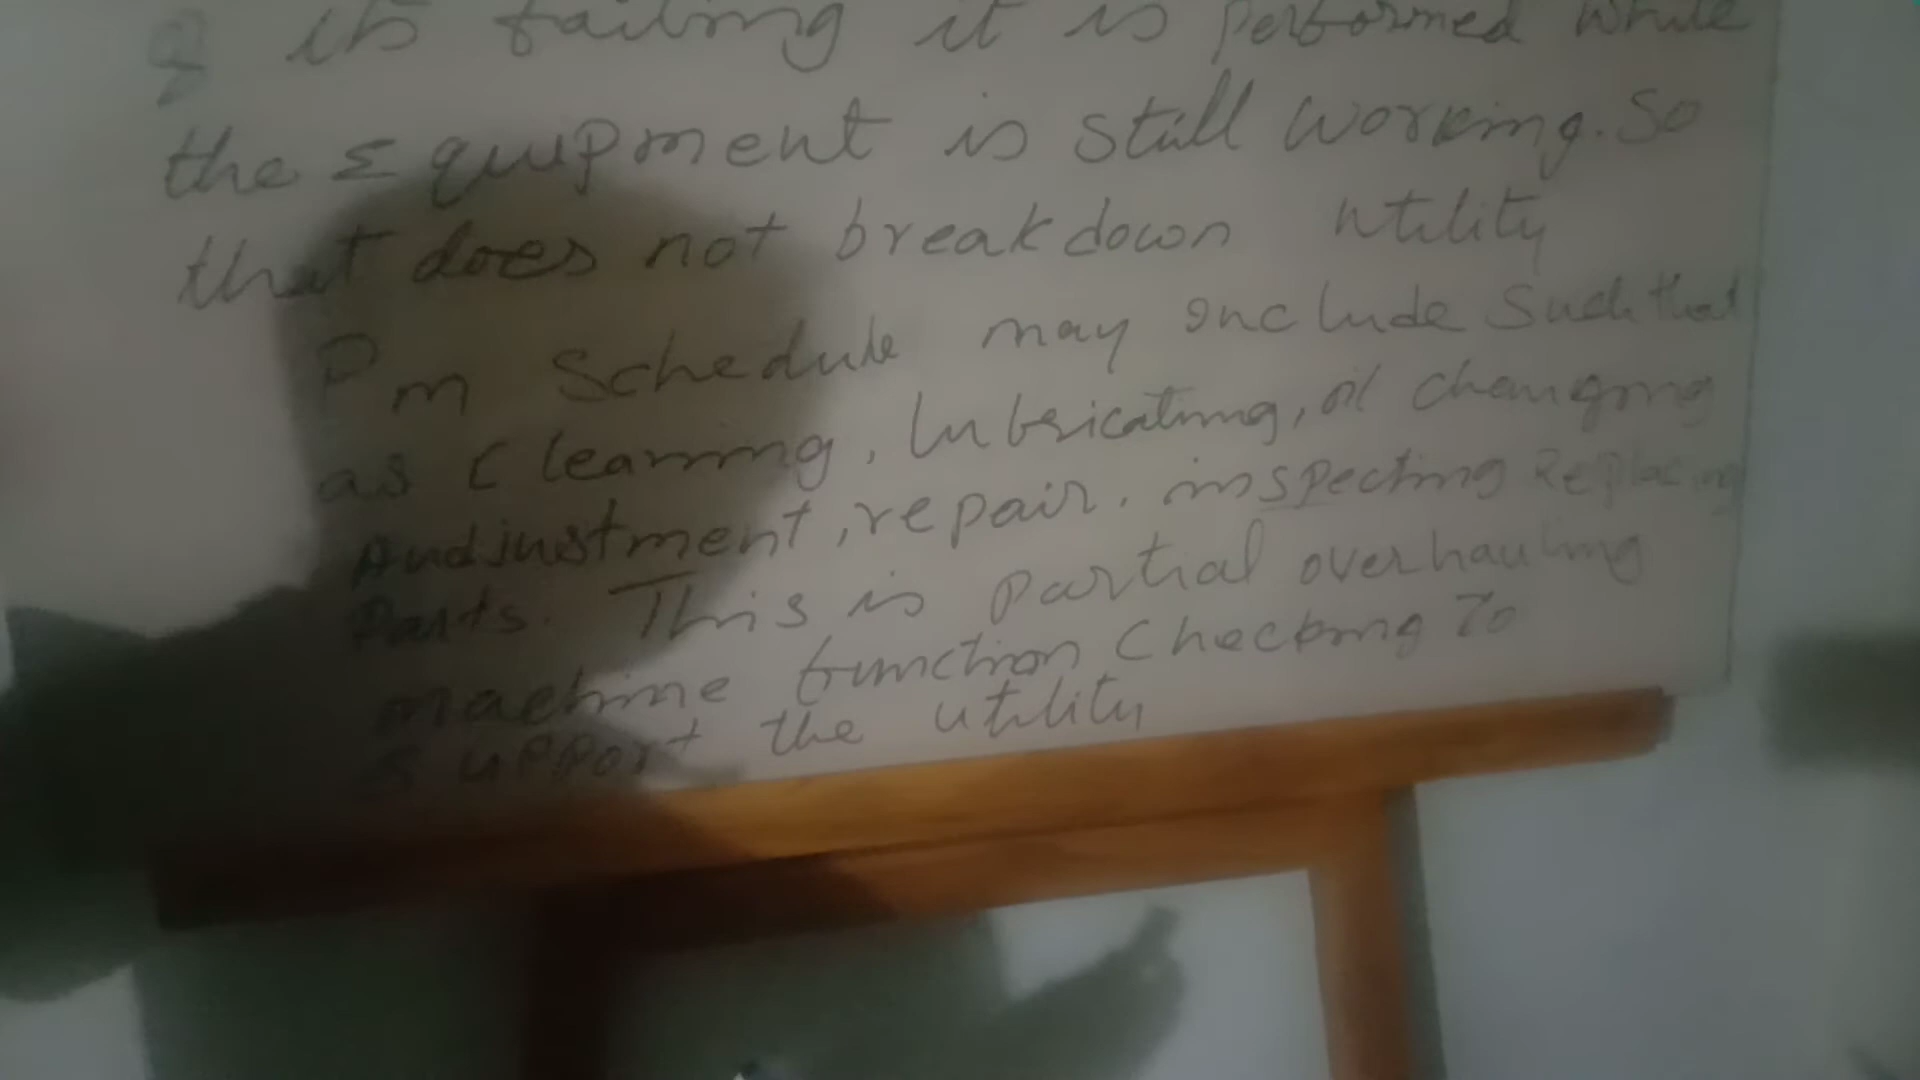 of its failing it is performed while
the Equipment is still working. So
that does not breakdown utility
Pm Schedule may include Such that
as Cleaning, lubricating, oil changing
Audjustment, repair. inspecting Replacing
Parts. This is partial overhauling
machine function Checking To
support the utility